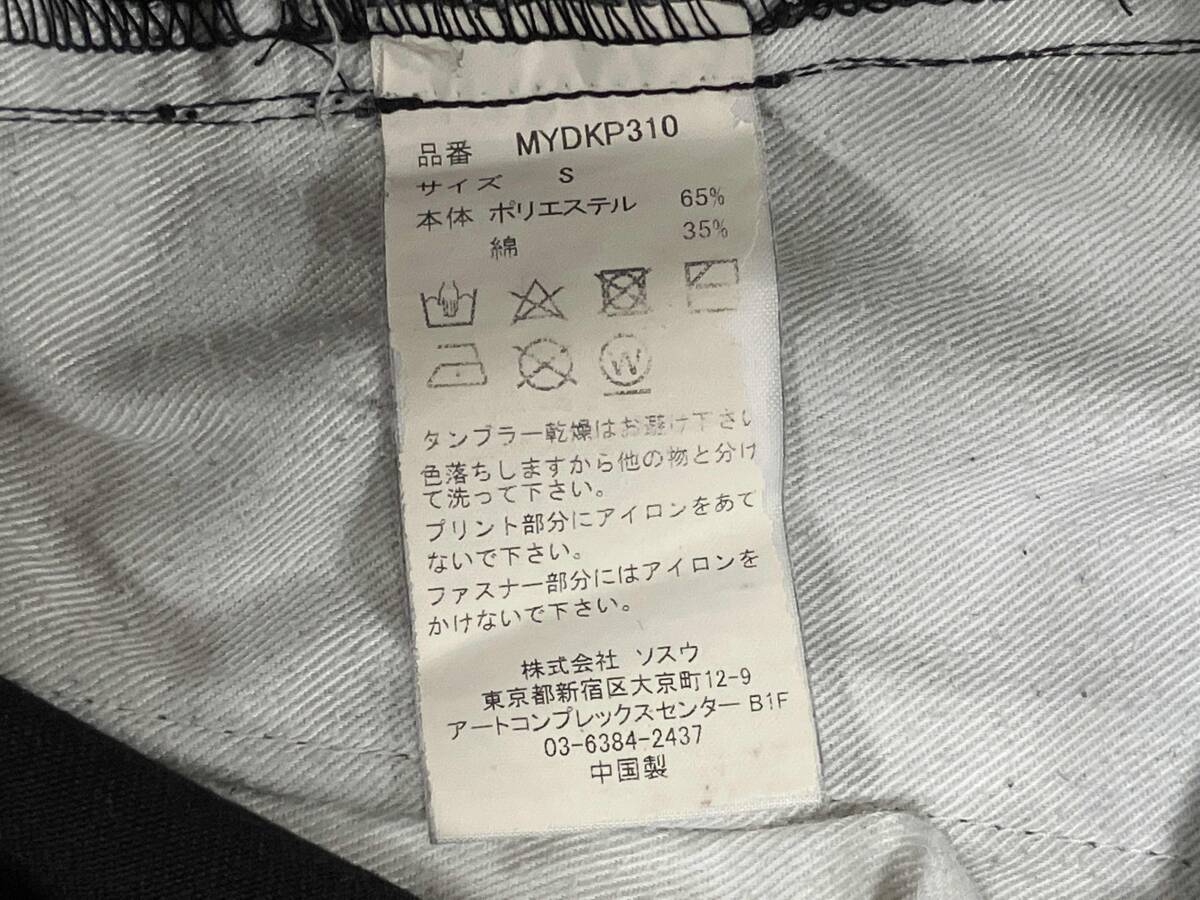 品番 MYDKP310
サイズ S
本体 ポリエステル 65%
綿 35%
W
タンブラー乾燥はお避け下さい
色落ちしますから他の物と分け
て洗って下さい。
プリント部分にアイロンをあて
ないで下さい。
ファスナー部分にはアイロンを
かけないで下さい。
株式会社 ソスウ
東京都新宿区大京町12-9
アートコンプレックスセンター B1F
03-6384-2437
中国製